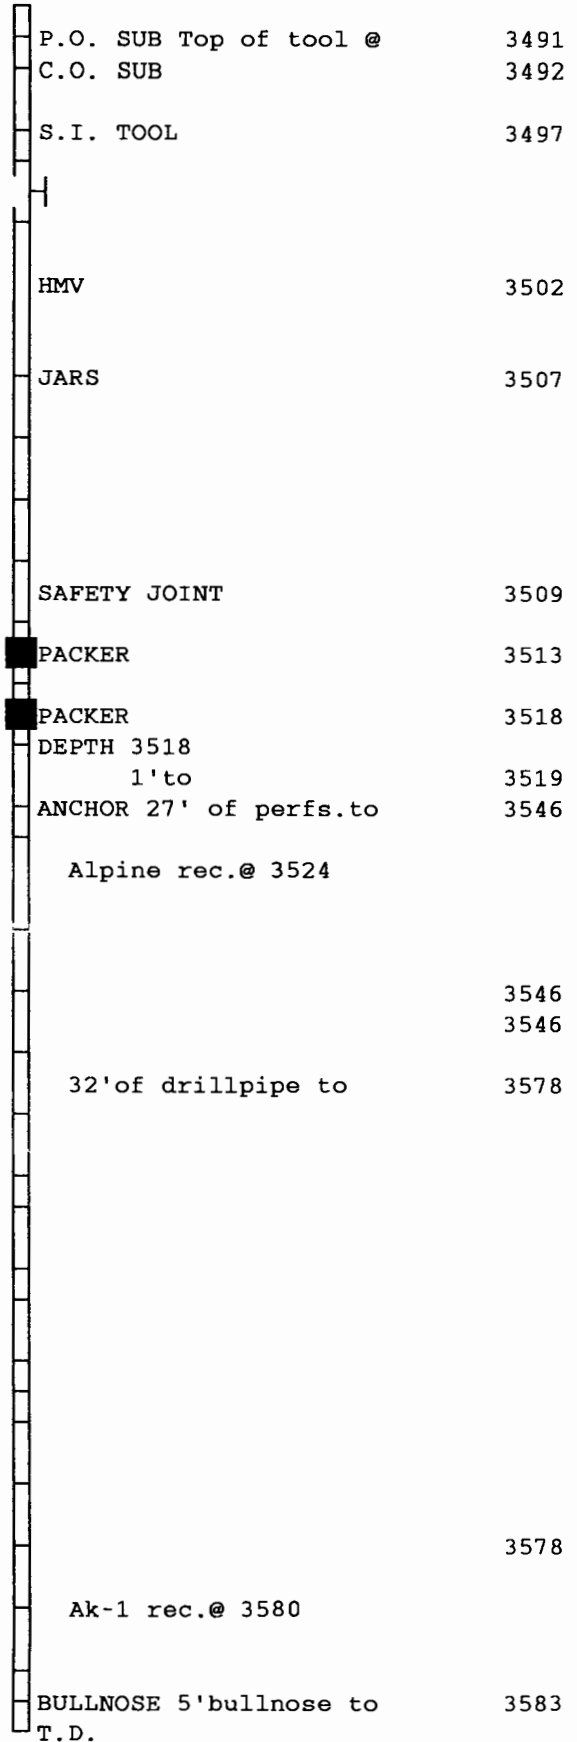 P.O. SUB Top of tool @ 3491
C.O. SUB 3492
S.I. TOOL 3497
HMV 3502
JARS 3507
SAFETY JOINT 3509
PACKER 3513
PACKER 3518
DEPTH 3518
1'to 3519
ANCHOR 27' of perfs.to 3546
Alpine rec.@ 3524
3546
3546
32'of drillpipe to 3578
3578
Ak-1 rec.@ 3580
BULLNOSE 5'bullnose to 3583
T.D.